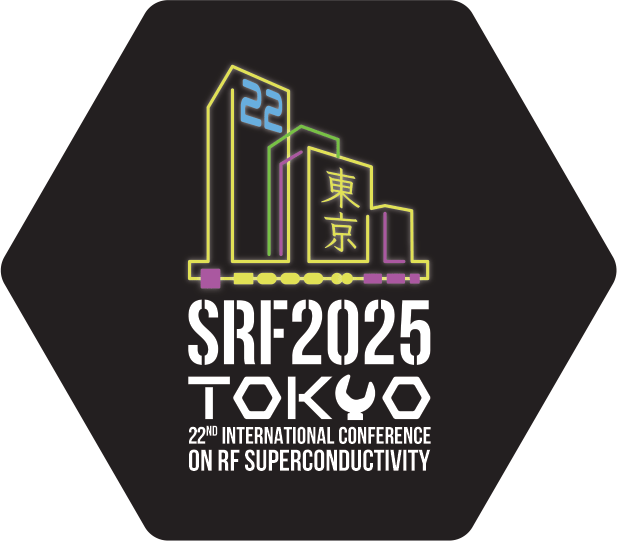 22
東
京
SRF2025
TOKYO
22ND INTERNATIONAL CONFERENCE
ON RF SUPERCONDUCTIVITY